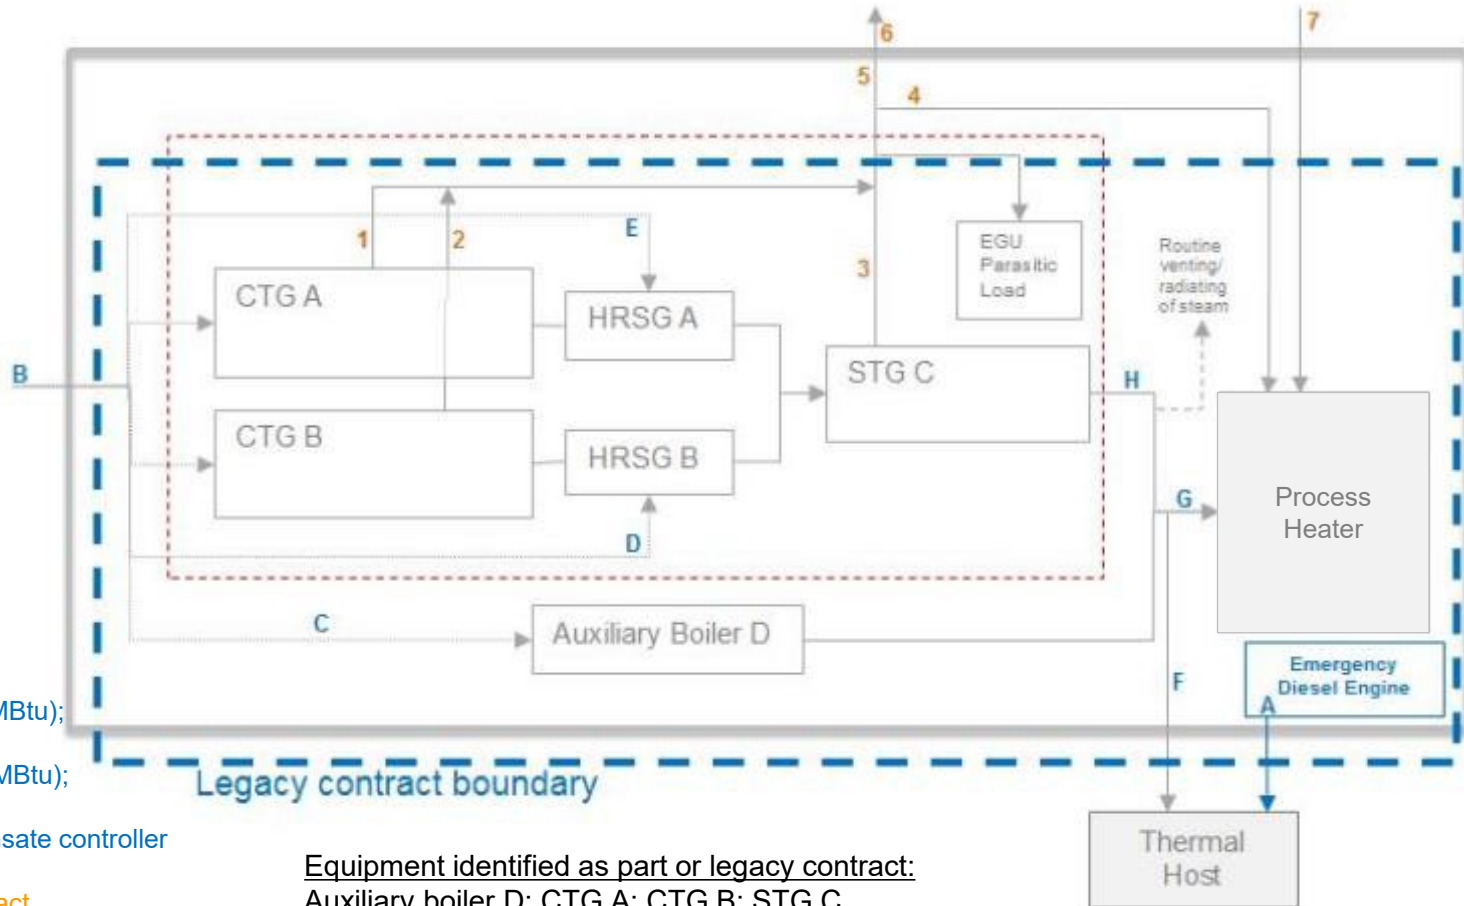 6
7
5
4
E
1
2
3
EGU
Parasitic
Load
Routine
venting/
radiating
of steam
CTG A
HRSG A
STG C
B
H
CTG B
HRSG B
G
Process
Heater
D
C
Auxiliary Boiler D
F
Emergency
Diesel Engine
A
MBtu);
MBtu);
Legacy contract boundary
sate controller
Thermal
Host
Equipment identified as part or legacy contract:
Auxiliary boiler D; CTG A; CTG B; STG C
act